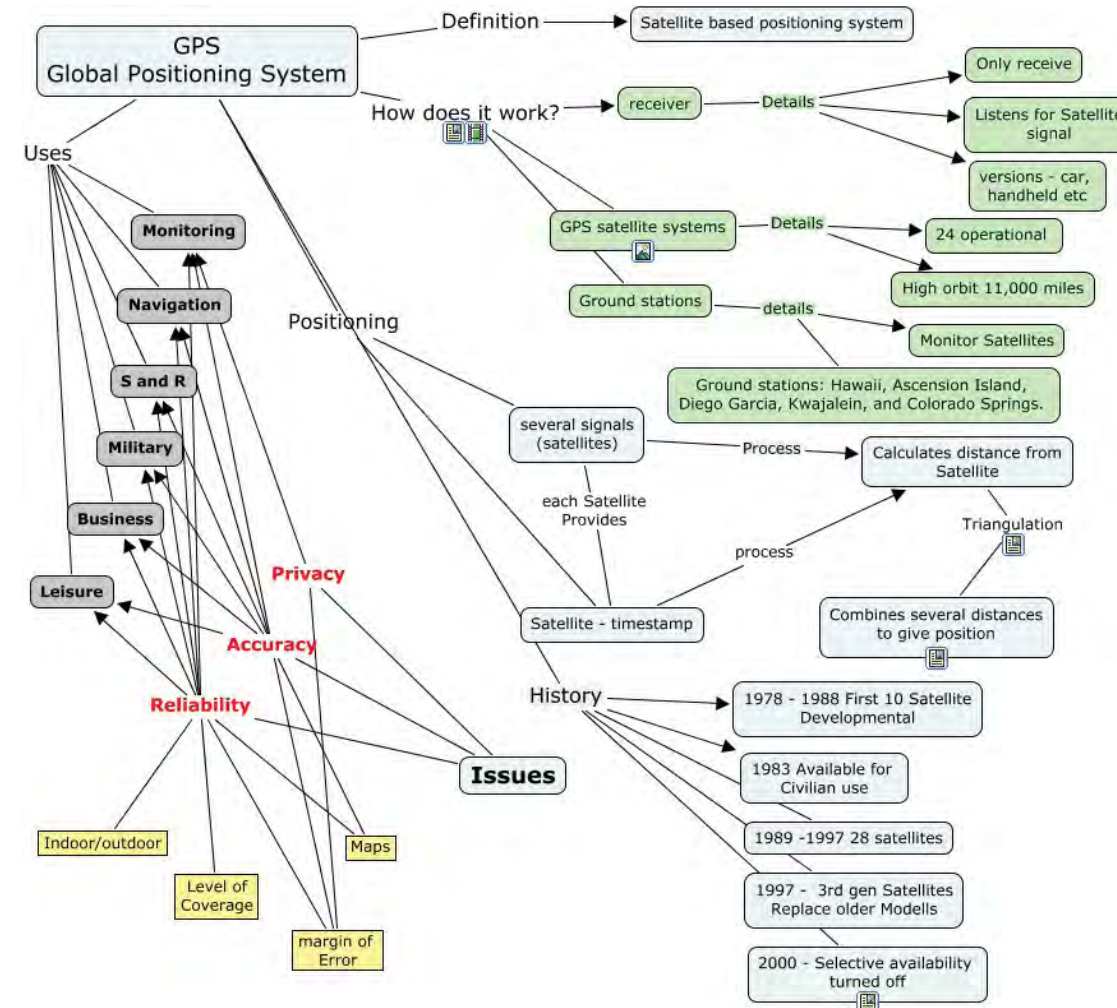 GPS
Global Positioning System
Definition
Satellite based positioning system
How does it work?
receiver
Details
Only receive
Listens for Satellite
signal
versions - car,
handheld etc
GPS satellite systems
Details
24 operational
High orbit 11,000 miles
Ground stations
details
Monitor Satellites
Ground stations: Hawaii, Ascension Island,
Diego Garcia, Kwajalein, and Colorado Springs.
Uses
Monitoring
Navigation
S and R
Military
Business
Leisure
Positioning
several signals
(satellites)
Process
Calculates distance from
Satellite
each Satellite
Provides
process
Triangulation
Satellite - timestamp
Combines several distances
to give position
Privacy
Accuracy
Reliability
Issues
Indoor/outdoor
Level of
Coverage
margin of
Error
Maps
History
1978 - 1988 First 10 Satellite
Developmental
1983 Available for
Civilian use
1989 -1997 28 satellites
1997 - 3rd gen Satellites
Replace older Modells
2000 - Selective availability
turned off